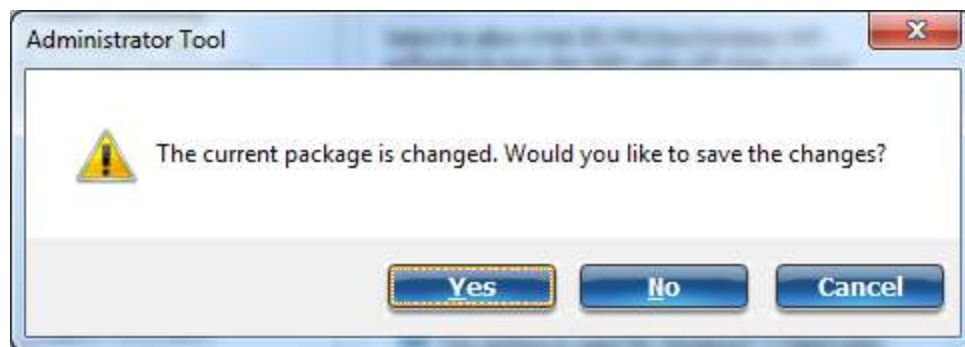 Administrator Tool
The current package is changed. Would you like to save the changes?
Yes
No
Cancel